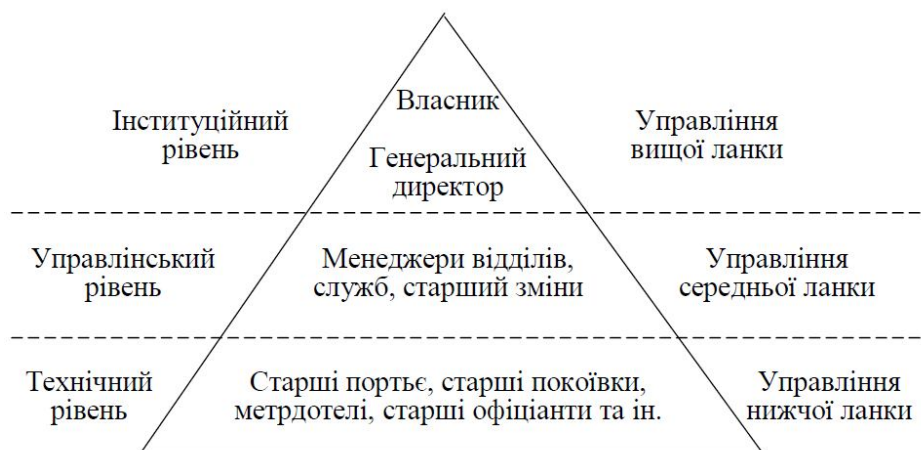 Інституційний
рівень
Власник
Генеральний
директор
Управління
вищої ланки
Управлінський
рівень
Менеджери відділів,
служб, старший зміни
Управління
середньої ланки
Технічний
рівень
Старші портьє, старші покоївки,
метрдотелі, старші офіціанти та ін.
Управління
нижчої ланки